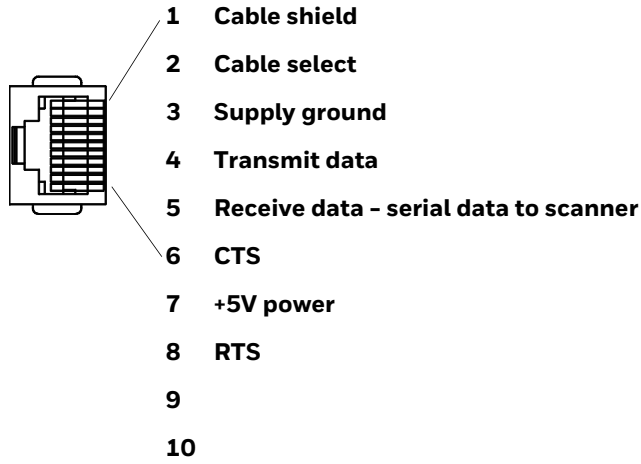 1 Cable shield
2 Cable select
3 Supply ground
4 Transmit data
5 Receive data - serial data to scanner
6 CTS
7 +5V power
8 RTS
9
10